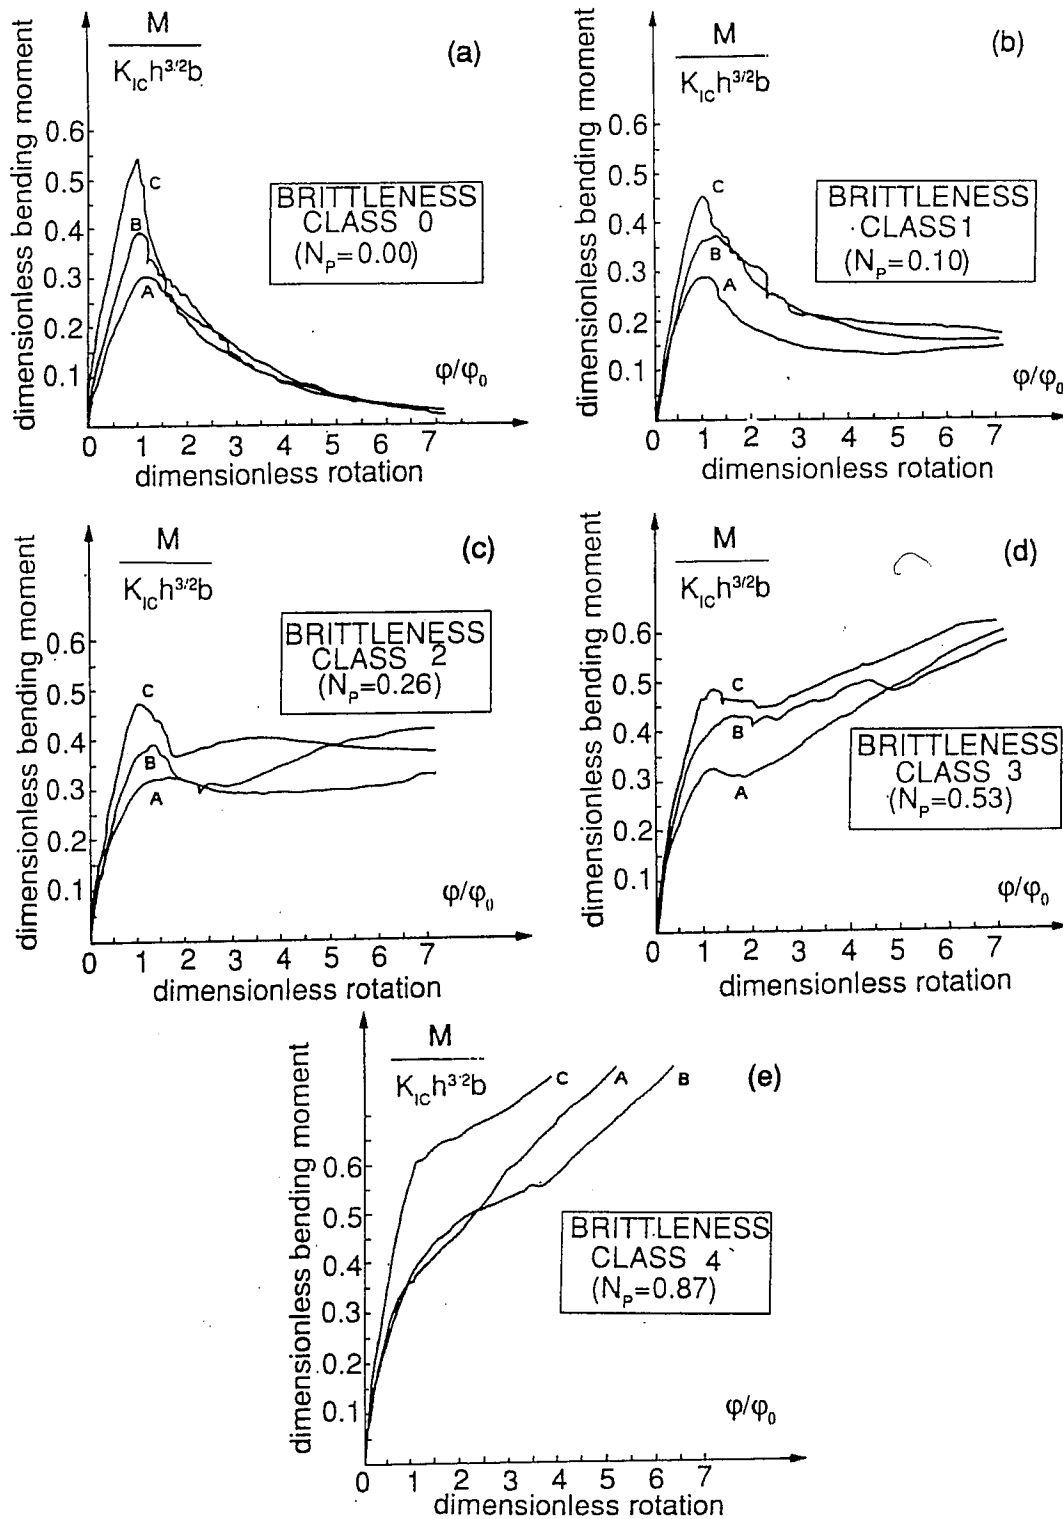 M
K_IC h^3/2 b
(a)
dimensionless bending moment
0.6
0.5
0.4
0.3
0.2
0.1
C
B
A
BRITTLENESS
CLASS 0
(N_P=0.00)
φ/φ_0
0 1 2 3 4 5 6 7
dimensionless rotation
M
K_IC h^3/2 b
(b)
dimensionless bending moment
0.6
0.5
0.4
0.3
0.2
0.1
C
B
A
BRITTLENESS
CLASS1
(N_P=0.10)
φ/φ_0
0 1 2 3 4 5 6 7
dimensionless rotation
M
K_IC h^3/2 b
(c)
dimensionless bending moment
0.6
0.5
0.4
0.3
0.2
0.1
C
B
A
BRITTLENESS
CLASS 2
(N_P=0.26)
φ/φ_0
0 1 2 3 4 5 6 7
dimensionless rotation
M
K_IC h^3/2 b
(d)
dimensionless bending moment
0.6
0.5
0.4
0.3
0.2
0.1
C
B
A
BRITTLENESS
CLASS 3
(N_P=0.53)
φ/φ_0
0 1 2 3 4 5 6 7
dimensionless rotation
M
K_IC h^3/2 b
(e)
dimensionless bending moment
0.6
0.5
0.4
0.3
0.2
0.1
C
A
B
BRITTLENESS
CLASS 4
(N_P=0.87)
φ/φ_0
0 1 2 3 4 5 6 7
dimensionless rotation